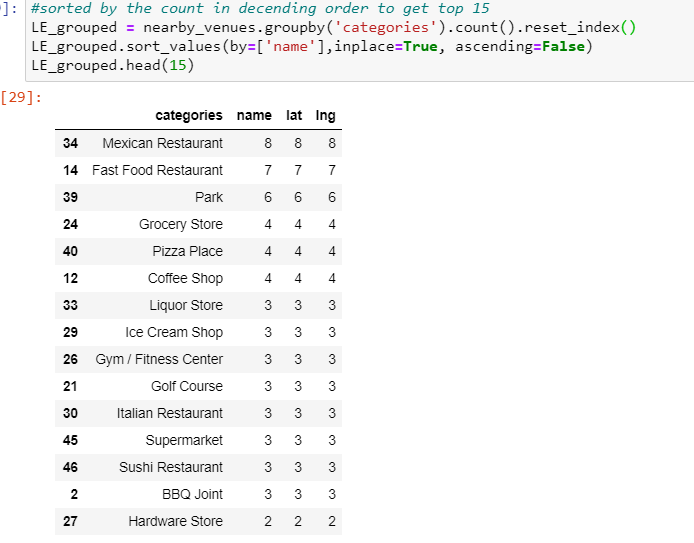 ]: #sorted by the count in decending order to get top 15
LE_grouped = nearby_venues.groupby('categories').count().reset_index()
LE_grouped.sort_values(by=['name'],inplace=True, ascending=False)
LE_grouped.head(15)
[29]:
categories name lat lng
34 Mexican Restaurant 8 8 8
14 Fast Food Restaurant 7 7 7
39 Park 6 6 6
24 Grocery Store 4 4 4
40 Pizza Place 4 4 4
12 Coffee Shop 4 4 4
33 Liquor Store 3 3 3
29 Ice Cream Shop 3 3 3
26 Gym / Fitness Center 3 3 3
21 Golf Course 3 3 3
30 Italian Restaurant 3 3 3
45 Supermarket 3 3 3
46 Sushi Restaurant 3 3 3
2 BBQ Joint 3 3 3
27 Hardware Store 2 2 2